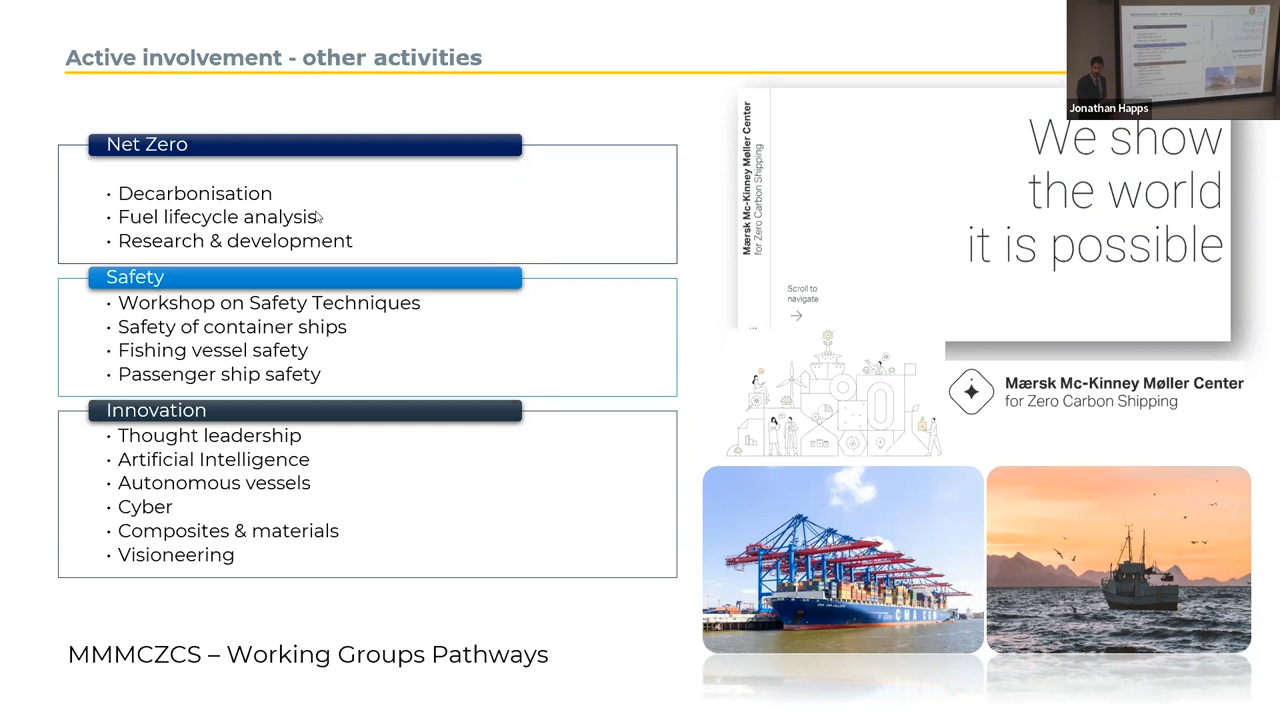 Active involvement - other activities
Net Zero
• Decarbonisation
• Fuel lifecycle analysis
• Research & development
Safety
• Workshop on Safety Techniques
• Safety of container ships
• Fishing vessel safety
• Passenger ship safety
Innovation
• Thought leadership
• Artificial Intelligence
• Autonomous vessels
• Cyber
• Composites & materials
• Visioneering
MMMCZCS – Working Groups Pathways
Mærsk Mc-Kinney Møller Center
for Zero Carbon Shipping
Scroll to
navigate
We show
the world
it is possible
Mærsk Mc-Kinney Møller Center
for Zero Carbon Shipping
CMA CGM
Jonathan Happs